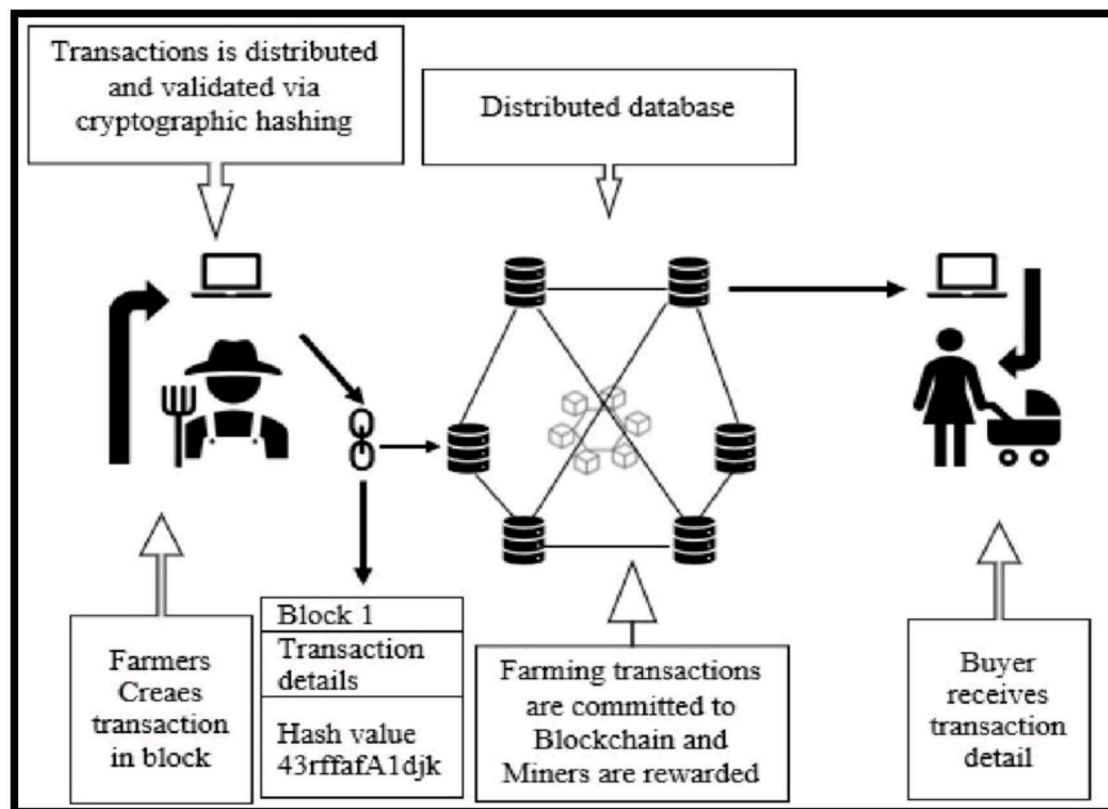 Transactions is distributed
and validated via
cryptographic hashing
Distributed database
Farmers
Creaes
transaction
in block
Block 1
Transaction
details
Hash value
43rffafA1djk
Farming transactions
are committed to
Blockchain and
Miners are rewarded
Buyer
receives
transaction
detail